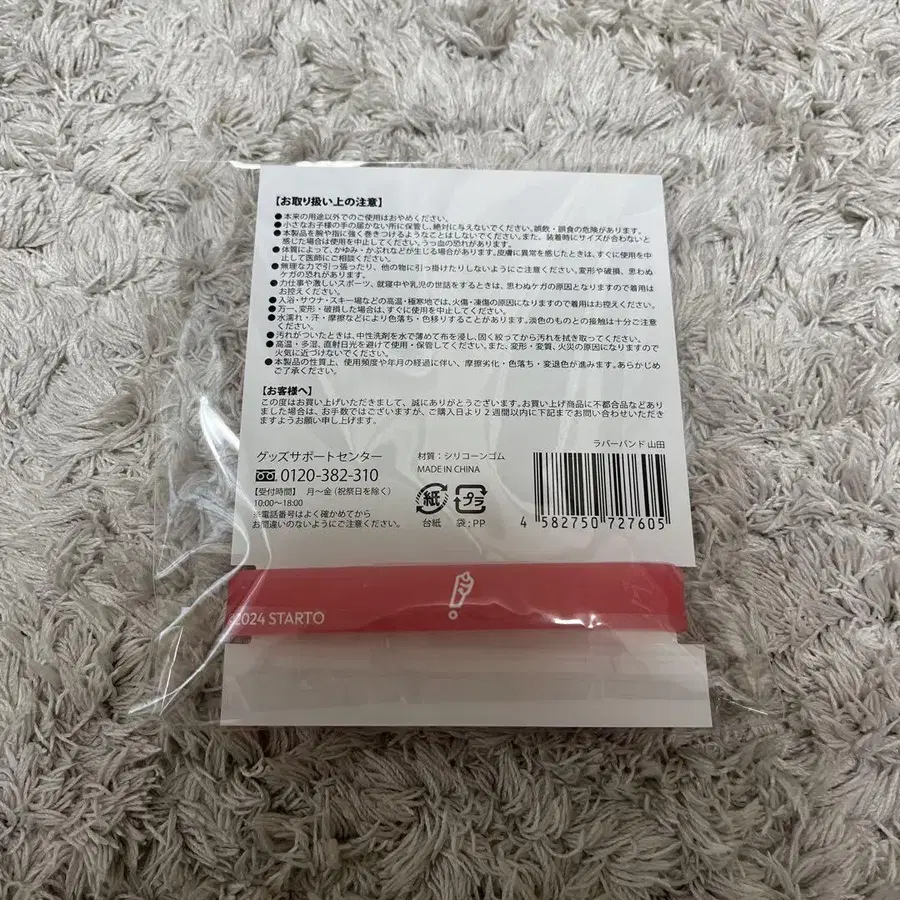 【お取り扱い上の注意】
●本来の用途以外でのご使用はおやめください。
●小さなお子様の手の届かない所に保管し、絶対に与えないでください。誤飲・誤食の危険があります。
●本製品を腕や指に強く巻きつけるようなことはしないでください。また、装着時にサイズが合わないと
感じた場合は使用を中止してください。うっ血の恐れがあります。
●体質によって、かゆみ・かぶれなどが生じる場合があります。皮膚に異常を感じたときは、すぐに使用を中
止して医師にご相談ください。
●無理な力で引っ張ったり、他の物に引っ掛けたりしないようにご注意ください。変形や破損、思わぬ
ケガの恐れがあります。
●力仕事や激しいスポーツ、就寝中や乳児の世話をするときは、思わぬケガの原因となりますので着用は
お控えください。
●入浴・サウナ・スキー場などの高温・極寒地では、火傷・凍傷の原因になりますので着用はお控えください。
●万一、変形・破損した場合は、すぐに使用を中止してください。
●水濡れ・汗・摩擦などにより色落ち・色移りすることがあります。淡色のものとの接触は十分ご注意
ください。
●汚れがついたときは、中性洗剤を水で薄めて布を浸し、固く絞ってから汚れを拭き取ってください。
●高温・多湿、直射日光を避けて使用・保管してください。また、変形・変質、火災の原因になりますので
火気に近づけないでください。
●本製品の性質上、使用頻度や年月の経過に伴い、摩擦劣化・色落ち・変退色が進みます。あらかじめ
ご了承ください。
【お客様へ】
この度はお買い上げいただきまして、誠にありがとうございます。お買い上げ商品に不都合品などあり
ました場合は、お手数ではございますが、ご購入日より2週間以内に下記までお問い合わせいただき
ますようお願い申し上げます。
ラバーバンド 山田
グッズサポートセンター
0120-382-310
【受付時間】 月～金（祝祭日を除く）
10:00～18:00
※電話番号はよく確かめてから
お間違いのないようにご注意ください。
材質：シリコーンゴム
MADE IN CHINA
紙
プラ
台紙
袋：PP
4 582750 727605
©2024 STARTO